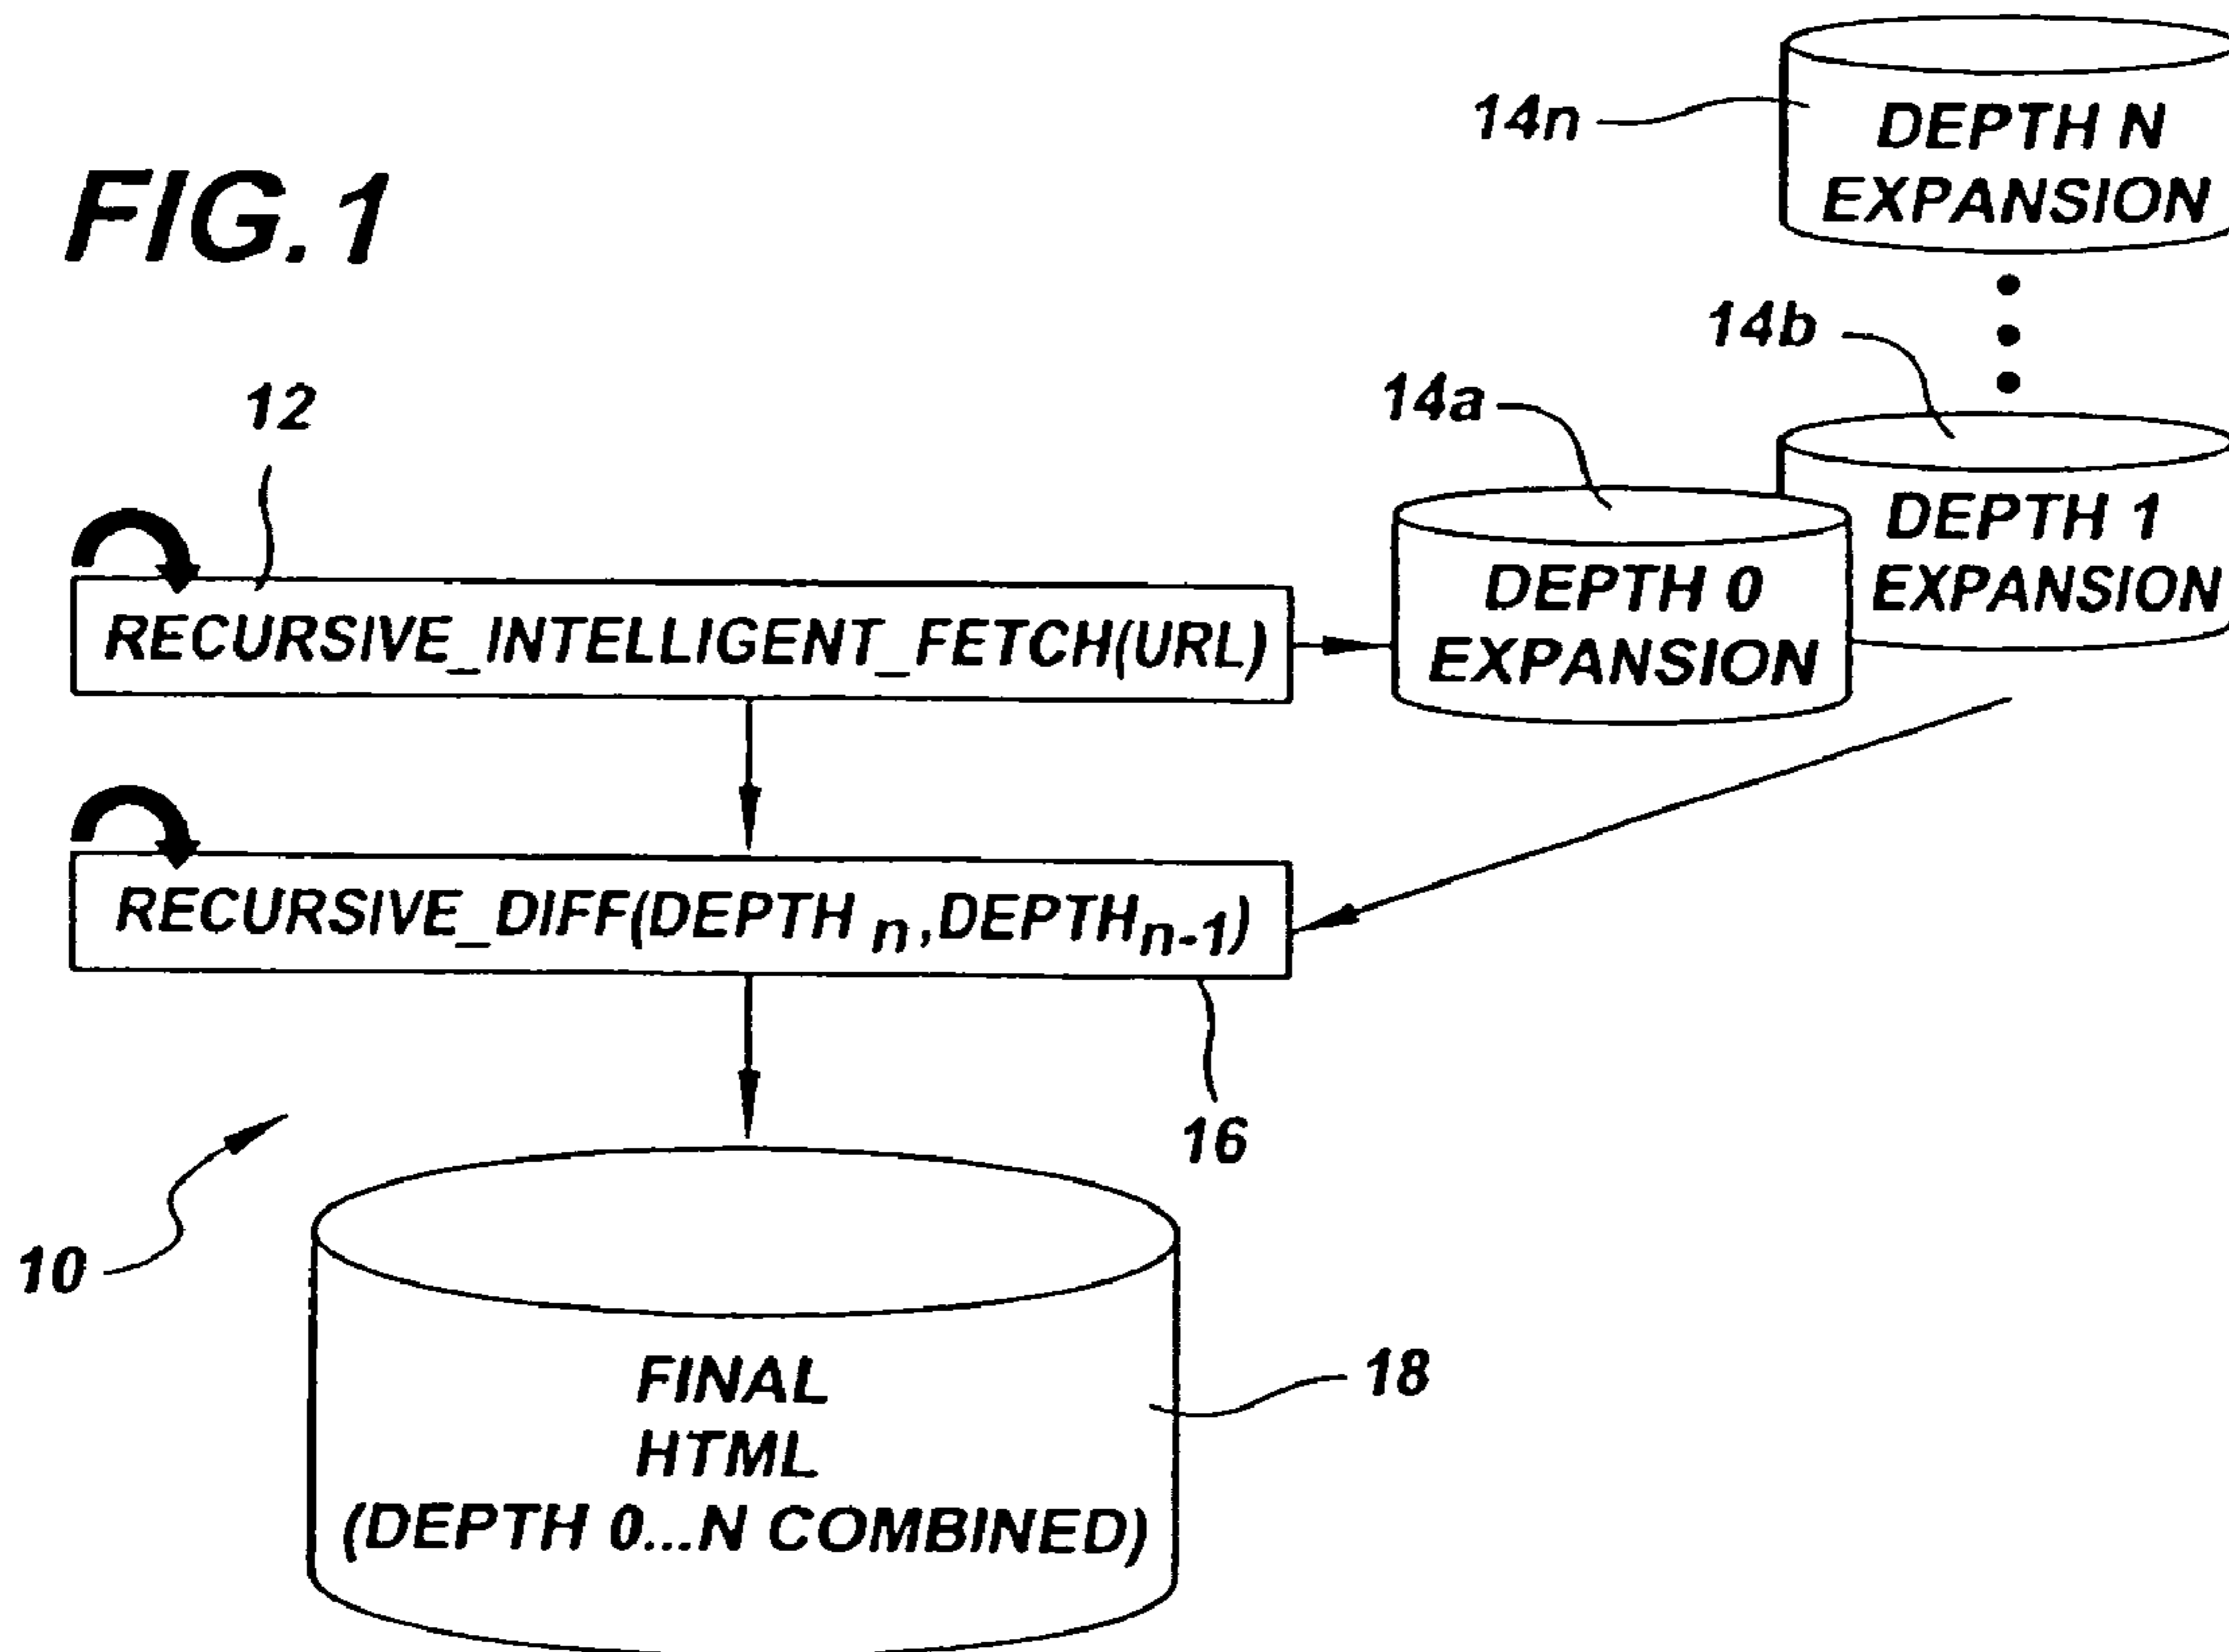 FIG. 1
14n
DEPTH N
EXPANSION
14b
14a
12
DEPTH 1
EXPANSION
DEPTH 0
EXPANSION
RECURSIVE_INTELLIGENT_FETCH(URL)
RECURSIVE_DIFF(DEPTH n,DEPTHn-1)
16
10
FINAL
HTML
(DEPTH 0...N COMBINED)
18